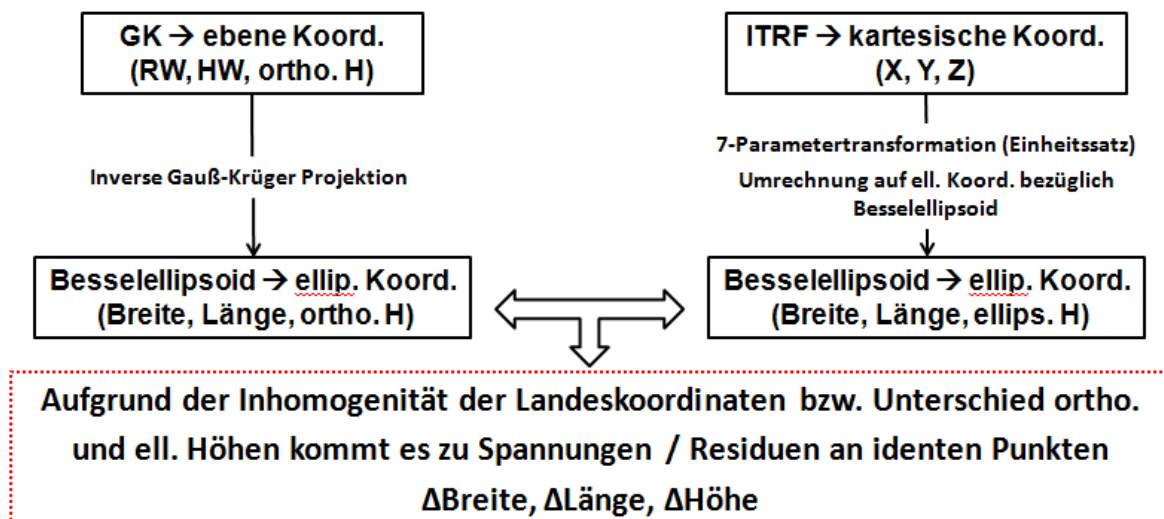 GK → ebene Koord.
(RW, HW, ortho. H)
ITRF → kartesische Koord.
(X, Y, Z)
Inverse Gauß-Krüger Projektion
7-Parametertransformation (Einheitssatz)
Umrechnung auf ell. Koord. bezüglich
Besselellipsoid
Besselellipsoid → ellip. Koord.
(Breite, Länge, ortho. H)
Besselellipsoid → ellip. Koord.
(Breite, Länge, ellips. H)
Aufgrund der Inhomogenität der Landeskoordinaten bzw. Unterschied ortho.
und ell. Höhen kommt es zu Spannungen / Residuen an identen Punkten
ΔBreite, ΔLänge, ΔHöhe